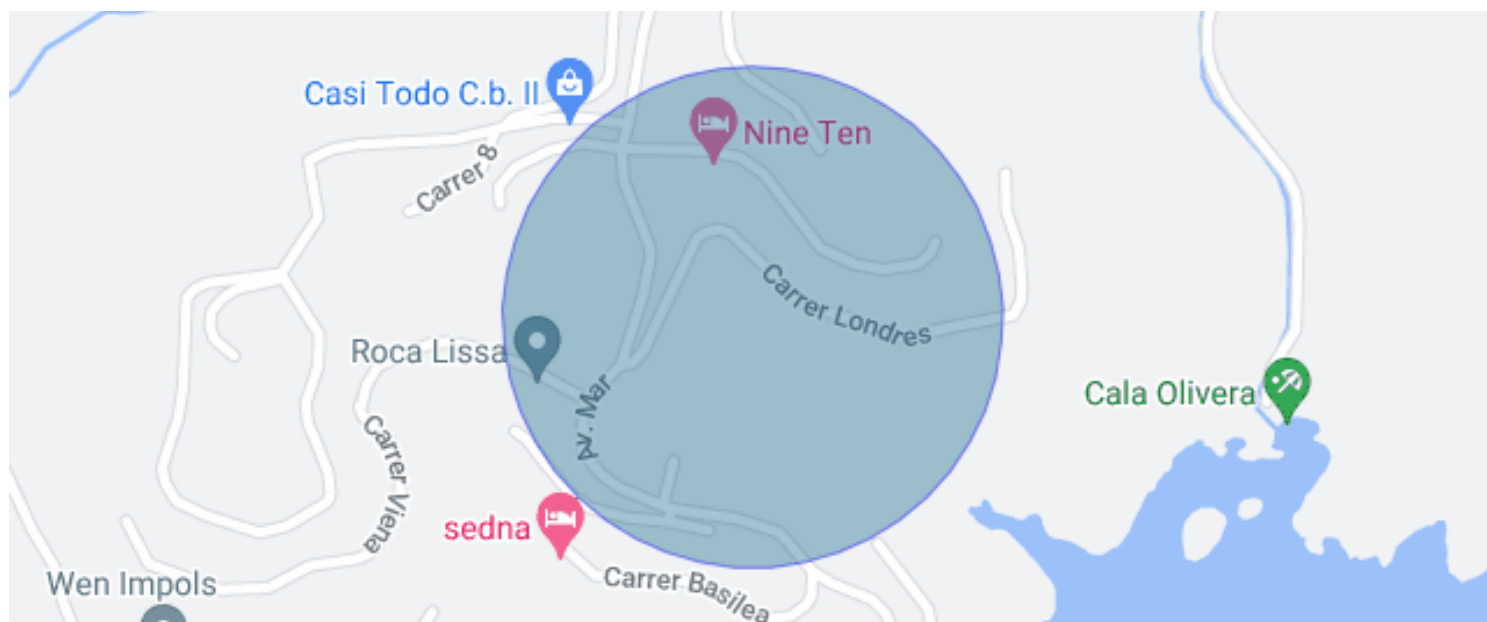 Casi Todo C.b. II
Nine Ten
Carrer 8
Carrer Londres
Roca Lissa
Cala Olivera
Av. Mar
Carrer Viena
sedna
Wen Impols
Carrer Basilea